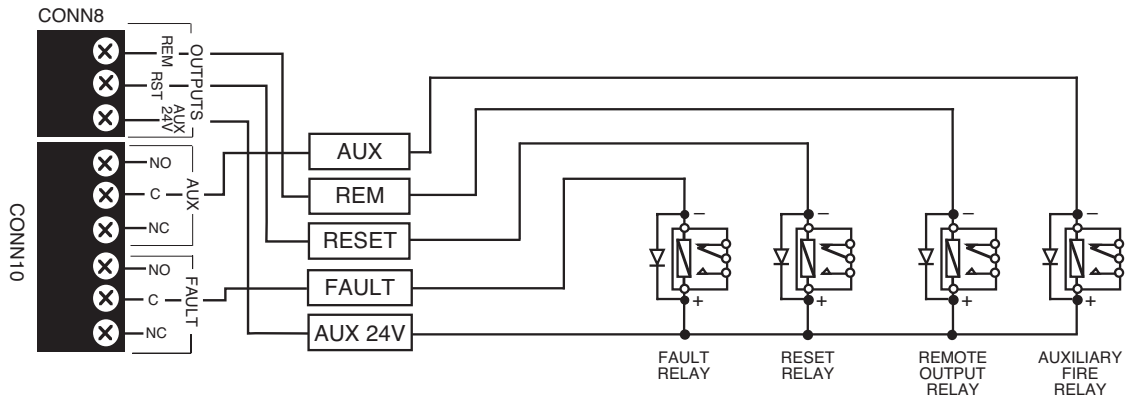 CONN8
REM
RST
AUX
24V
OUTPUTS
CONN10
NO
C
NC
AUX
NO
C
NC
FAULT
AUX
REM
RESET
FAULT
AUX 24V
–
–
–
–
+
+
+
+
FAULT
RELAY
RESET
RELAY
REMOTE
OUTPUT
RELAY
AUXILIARY
FIRE
RELAY